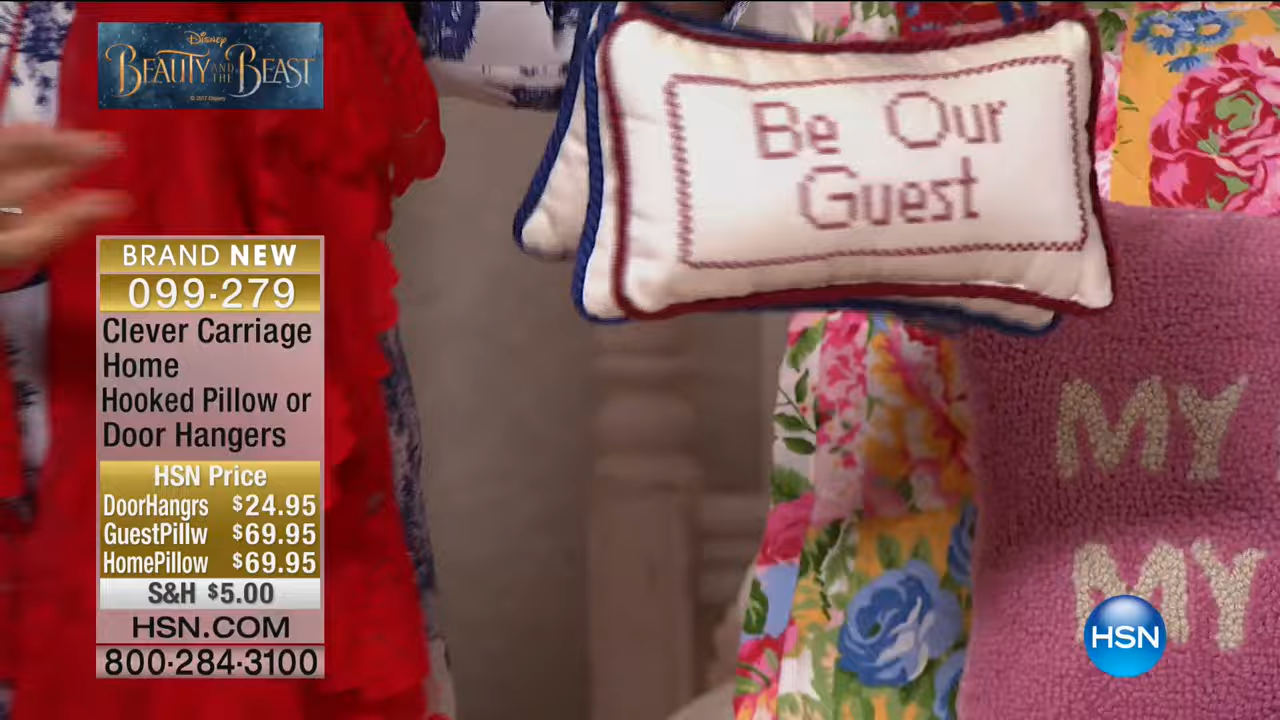 Disney
BEAUTY AND THE BEAST
© 2017 Disney
Be Our
Guest
BRAND NEW
099·279
Clever Carriage
Home
Hooked Pillow or
Door Hangers
HSN Price
DoorHangrs $24.95
GuestPillw $69.95
HomePillow $69.95
S&H $5.00
HSN.COM
800·284·3100
MY
MY
HSN